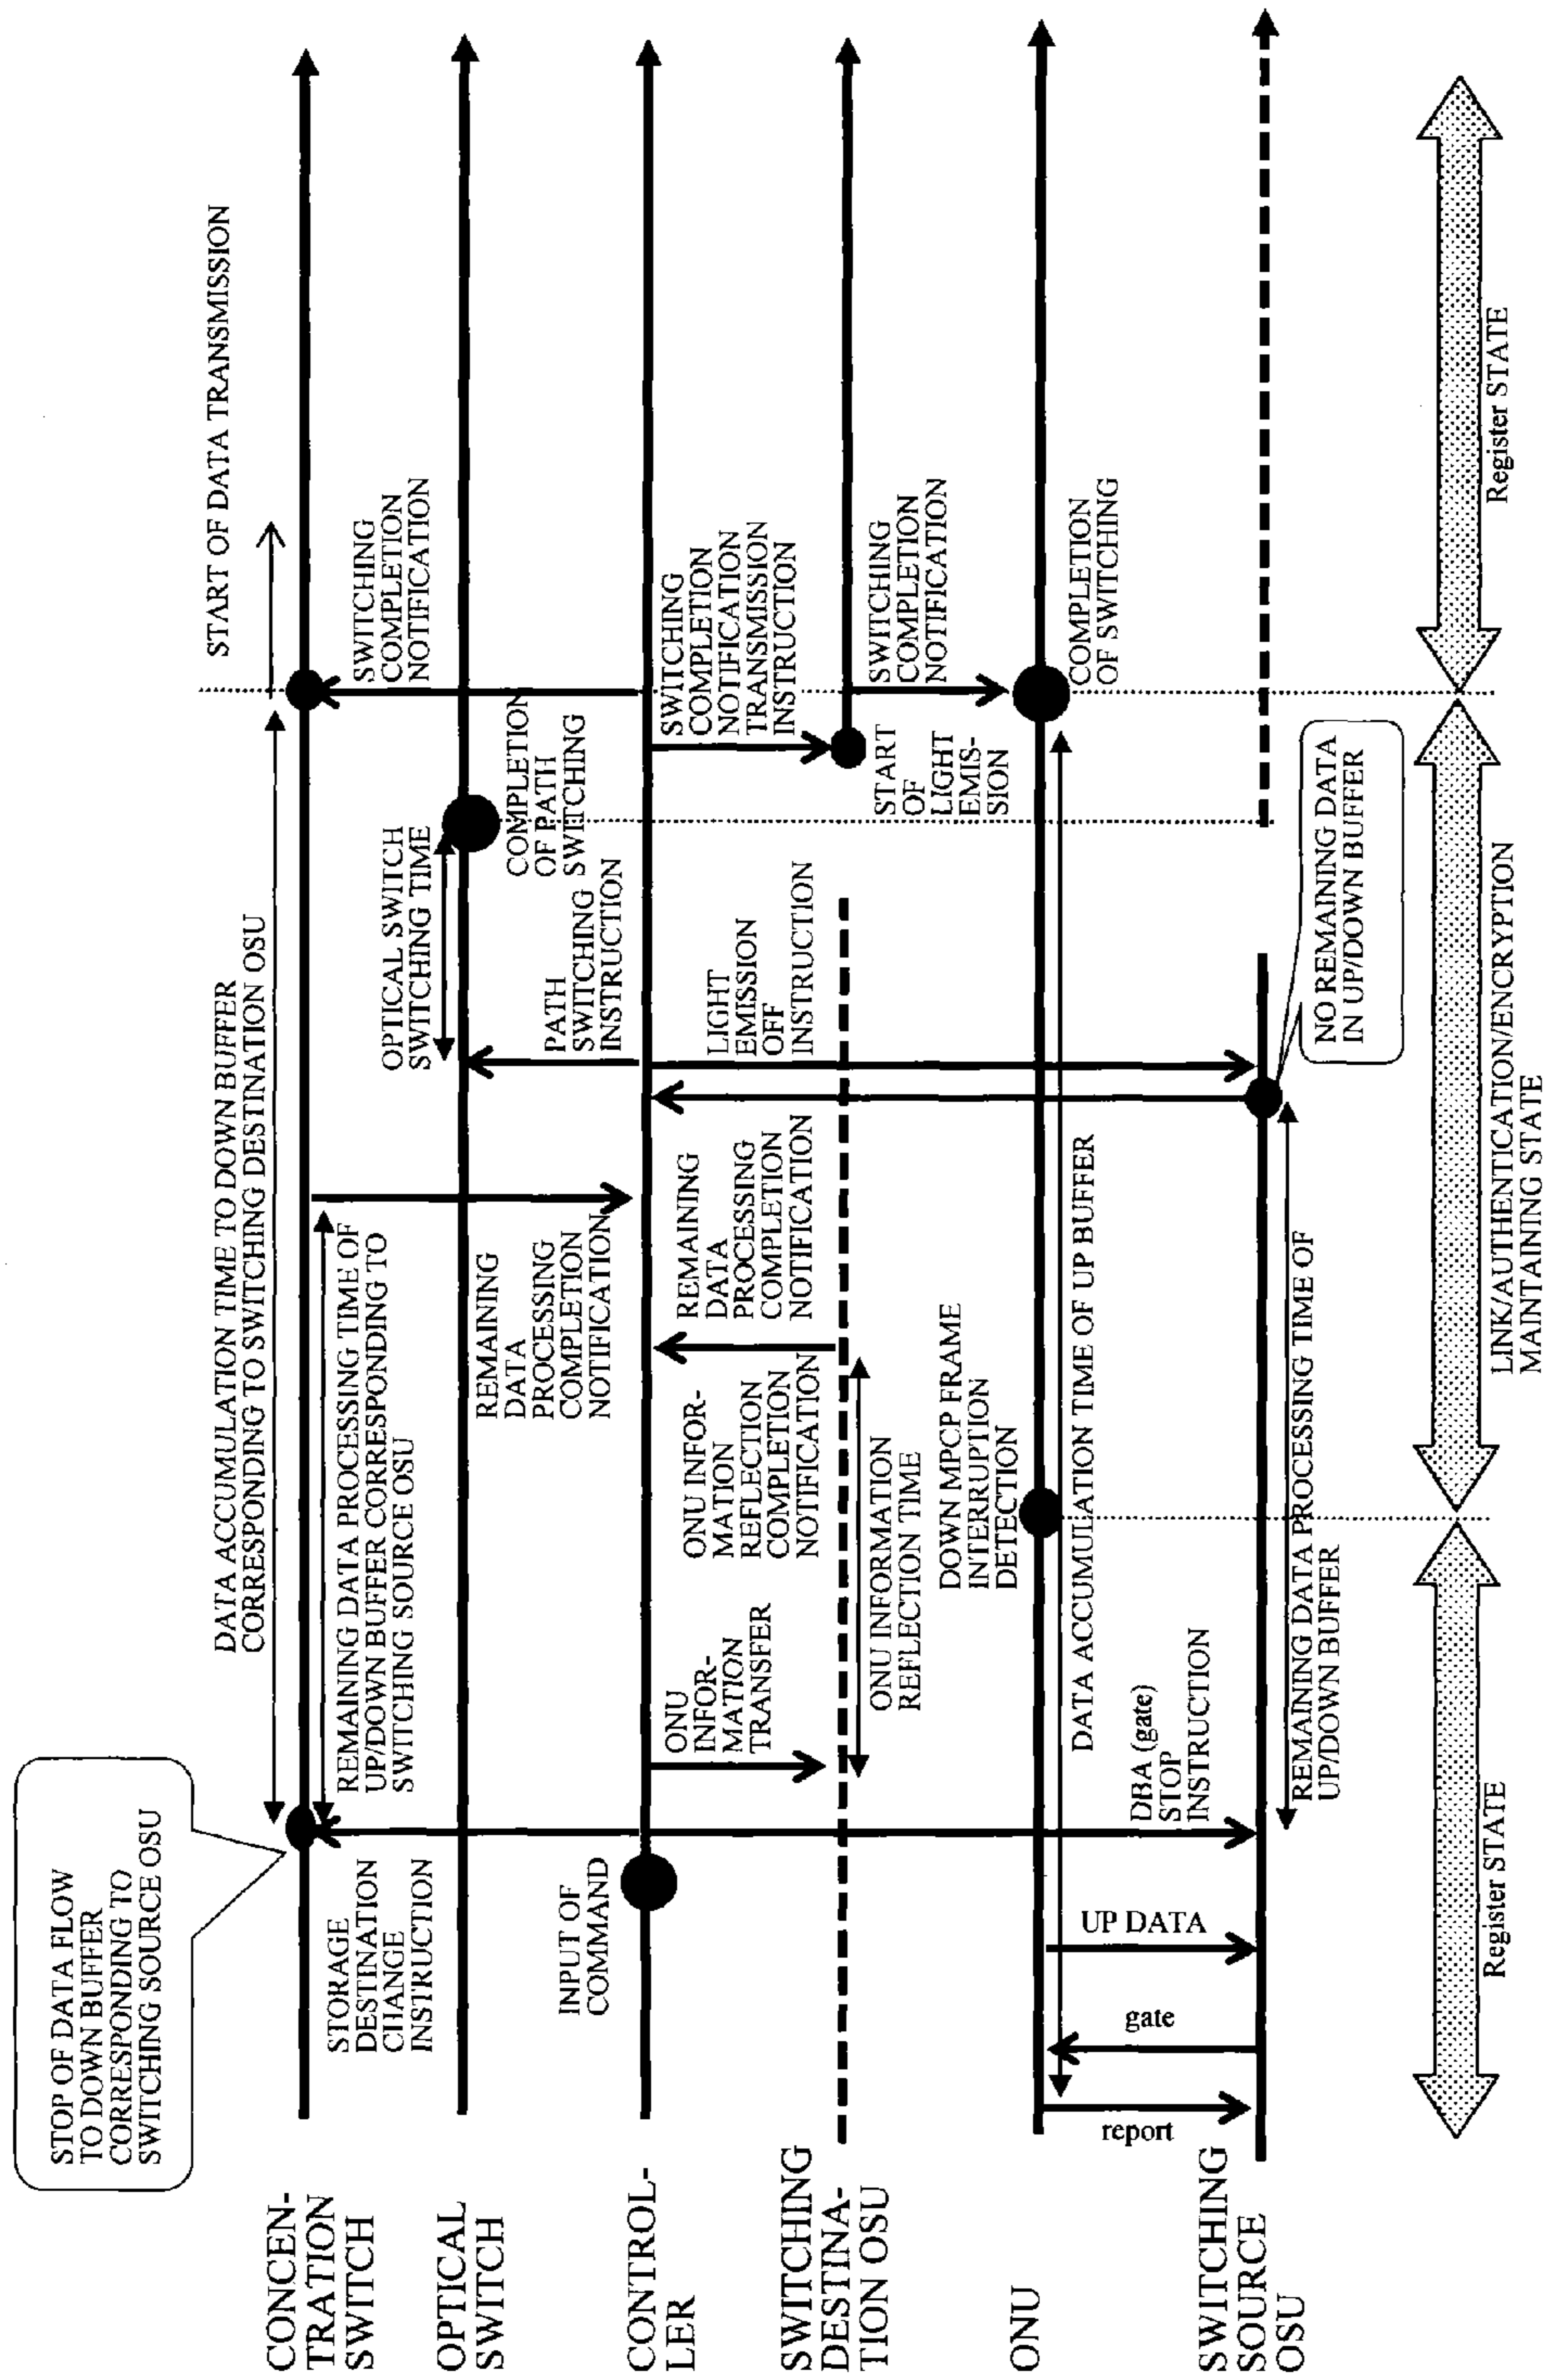 STOP OF DATA FLOW
TO DOWN BUFFER
CORRESPONDING TO
SWITCHING SOURCE OSU
DATA ACCUMULATION TIME TO DOWN BUFFER
CORRESPONDING TO SWITCHING DESTINATION OSU
START OF DATA TRANSMISSION
CONCEN-
TRATION
SWITCH
STORAGE
DESTINATION
CHANGE
INSTRUCTION
REMAINING DATA PROCESSING TIME OF
UP/DOWN BUFFER CORRESPONDING TO
SWITCHING SOURCE OSU
OPTICAL SWITCH
SWITCHING TIME
SWITCHING
COMPLETION
NOTIFICATION
OPTICAL
SWITCH
INPUT OF
COMMAND
REMAINING
DATA
PROCESSING
COMPLETION
NOTIFICATION
PATH
SWITCHING
INSTRUCTION
COMPLETION
OF PATH
SWITCHING
CONTROL-
LER
ONU
INFOR-
MATION
TRANSFER
ONU INFOR-
MATION
REFLECTION
COMPLETION
NOTIFICATION
REMAINING
DATA
PROCESSING
COMPLETION
NOTIFICATION
LIGHT
EMISSION
OFF
INSTRUCTION
SWITCHING
COMPLETION
NOTIFICATION
TRANSMISSION
INSTRUCTION
SWITCHING
DESTINA-
TION OSU
ONU INFORMATION
REFLECTION TIME
DOWN MPCP FRAME
INTERRUPTION
DETECTION
START
OF
LIGHT
EMIS-
SION
SWITCHING
COMPLETION
NOTIFICATION
ONU
DATA ACCUMULATION TIME OF UP BUFFER
COMPLETION
OF SWITCHING
report
gate
UP DATA
DBA (gate)
STOP
INSTRUCTION
SWITCHING
SOURCE
OSU
REMAINING DATA PROCESSING TIME OF
UP/DOWN BUFFER
NO REMAINING DATA
IN UP/DOWN BUFFER
Register STATE
LINK/AUTHENTICATION/ENCRYPTION
MAINTAINING STATE
Register STATE